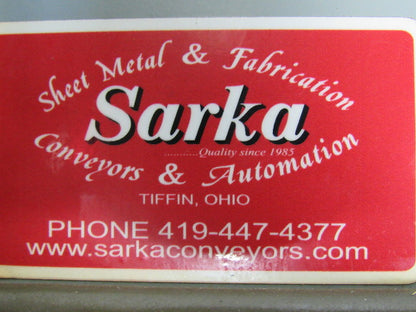 Sheet Metal & Fabrication
Sarka
..........Quality since 1985
Conveyors & Automation
TIFFIN, OHIO
PHONE 419-447-4377
www.sarkaconveyors.com